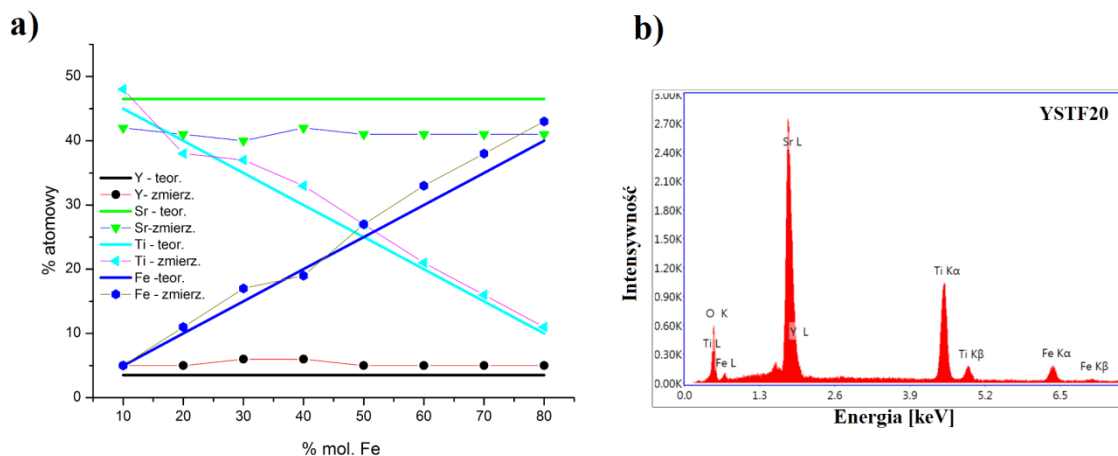 a)
50
40
30
20
10
0
% atomowy
Y - teor.
Y- zmierz.
Sr - teor.
Sr-zmierz.
Ti - teor.
Ti - zmierz.
Fe -teor.
Fe - zmierz.
10 20 30 40 50 60 70 80
% mol. Fe
b)
YSTF20
3.00K
2.70K
2.40K
2.10K
1.80K
1.50K
1.20K
0.90K
0.60K
0.30K
0.00K
Intensywność
Sr L
Y L
O K
Ti L
Fe L
Ti Kα
Ti Kβ
Fe Kα
Fe Kβ
0.0 1.3 2.6 3.9 5.2 6.5
Energia [keV]